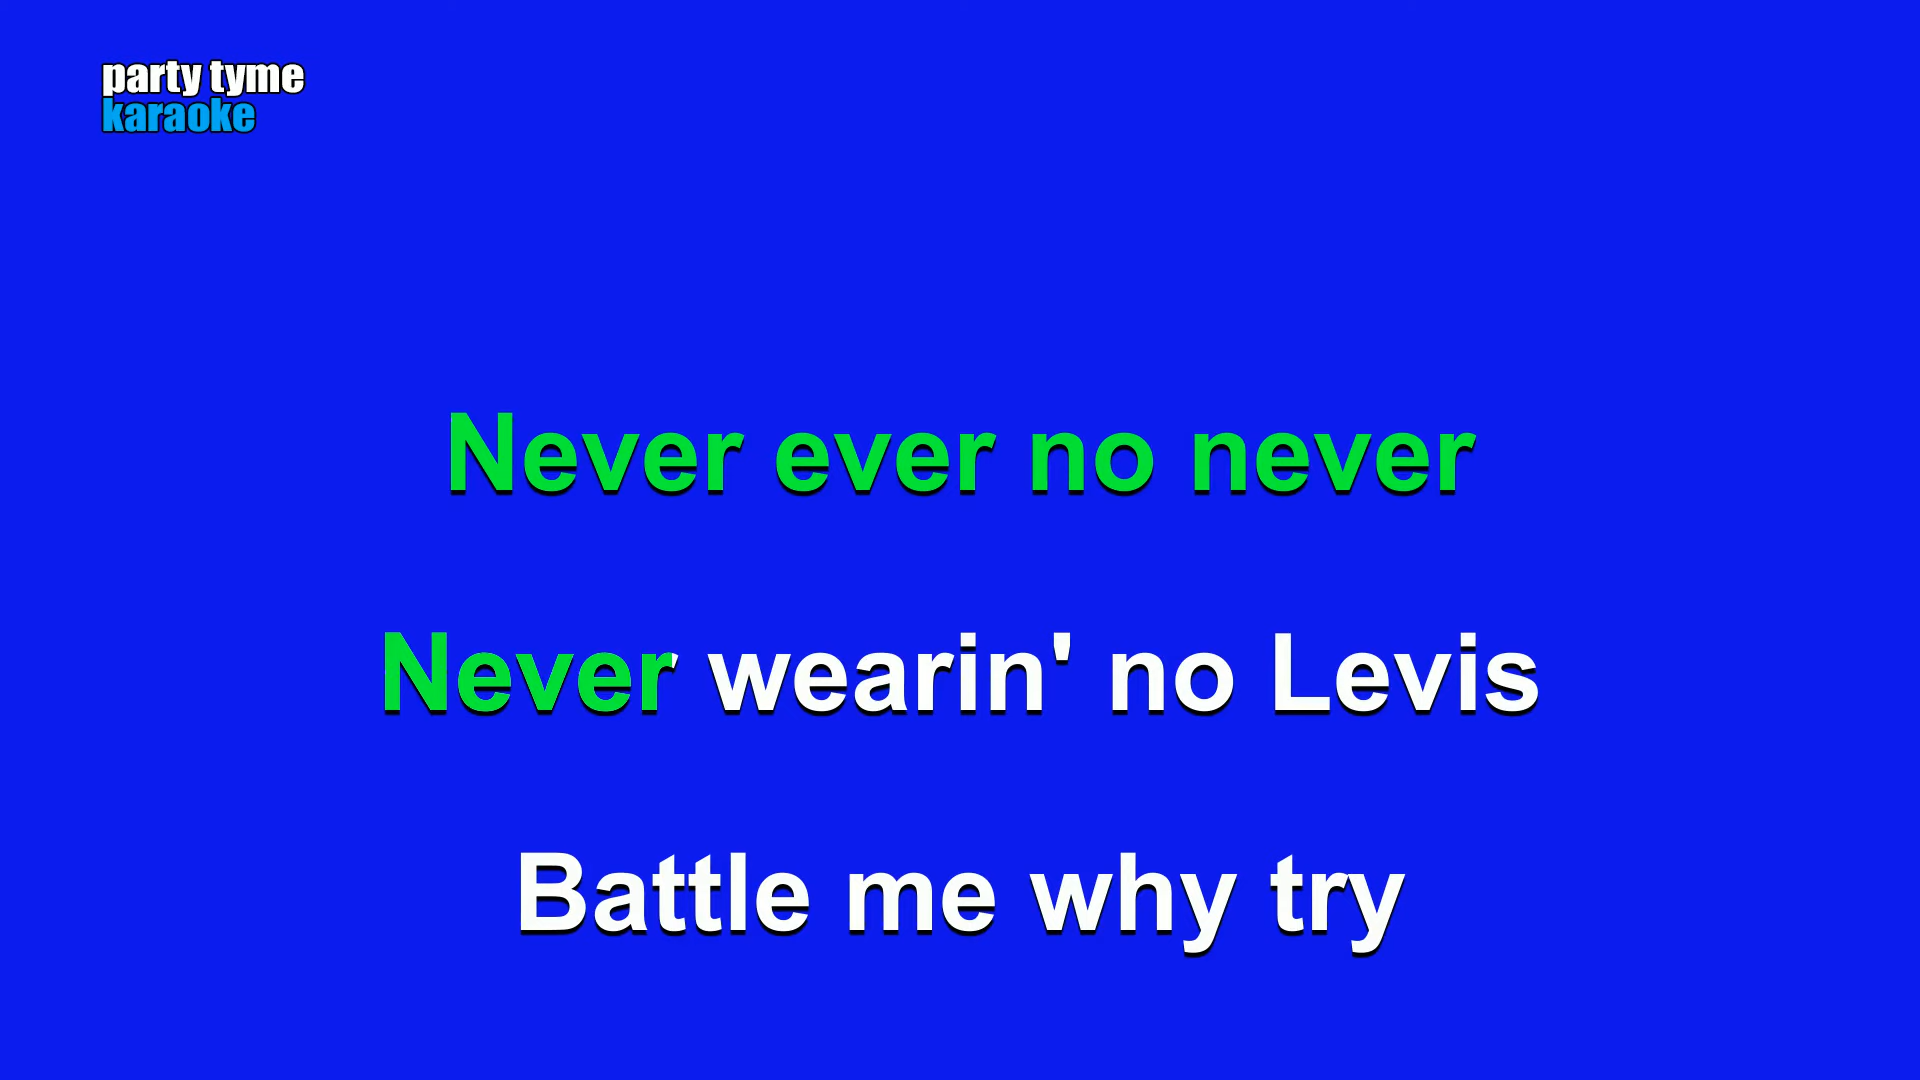 party tyme
karaoke
Never ever no never
Never wearin' no Levis
Battle me why try